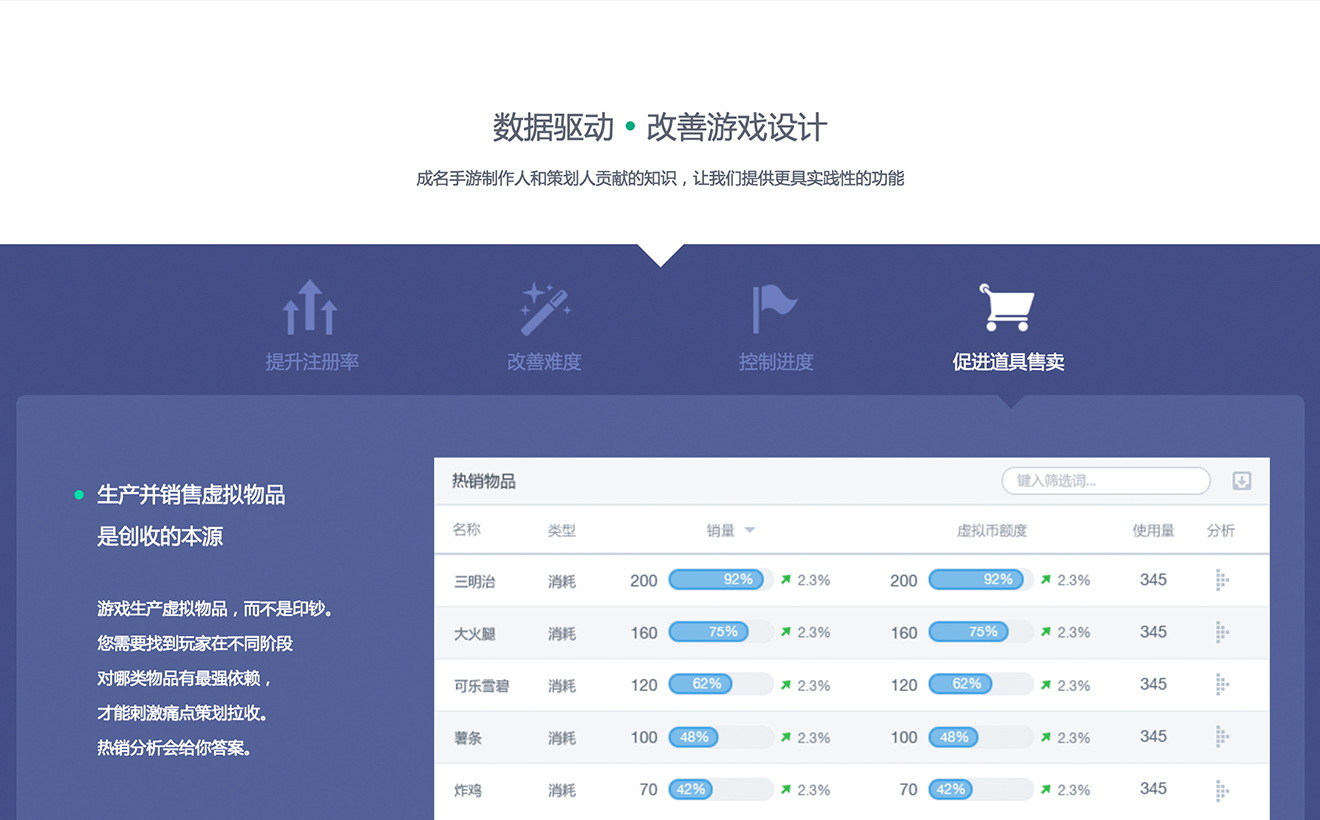 数据驱动•改善游戏设计
成名手游制作人和策划人贡献的知识，让我们提供更具实践性的功能
提升注册率 改善难度 控制进度 促进道具售卖
生产并销售虚拟物品
是创收的本源
游戏生产虚拟物品，而不是印钞。
您需要找到玩家在不同阶段
对哪类物品有最强依赖，
才能刺激痛点策划拉收。
热销分析会给你答案。
热销物品 键入筛选词...
名称 类型 销量 虚拟币额度 使用量 分析
三明治 消耗 200 92% 2.3% 200 92% 2.3% 345
大火腿 消耗 160 75% 2.3% 160 75% 2.3% 345
可乐雪碧 消耗 120 62% 2.3% 120 62% 2.3% 345
薯条 消耗 100 48% 2.3% 100 48% 2.3% 345
炸鸡 消耗 70 42% 2.3% 70 42% 2.3% 345